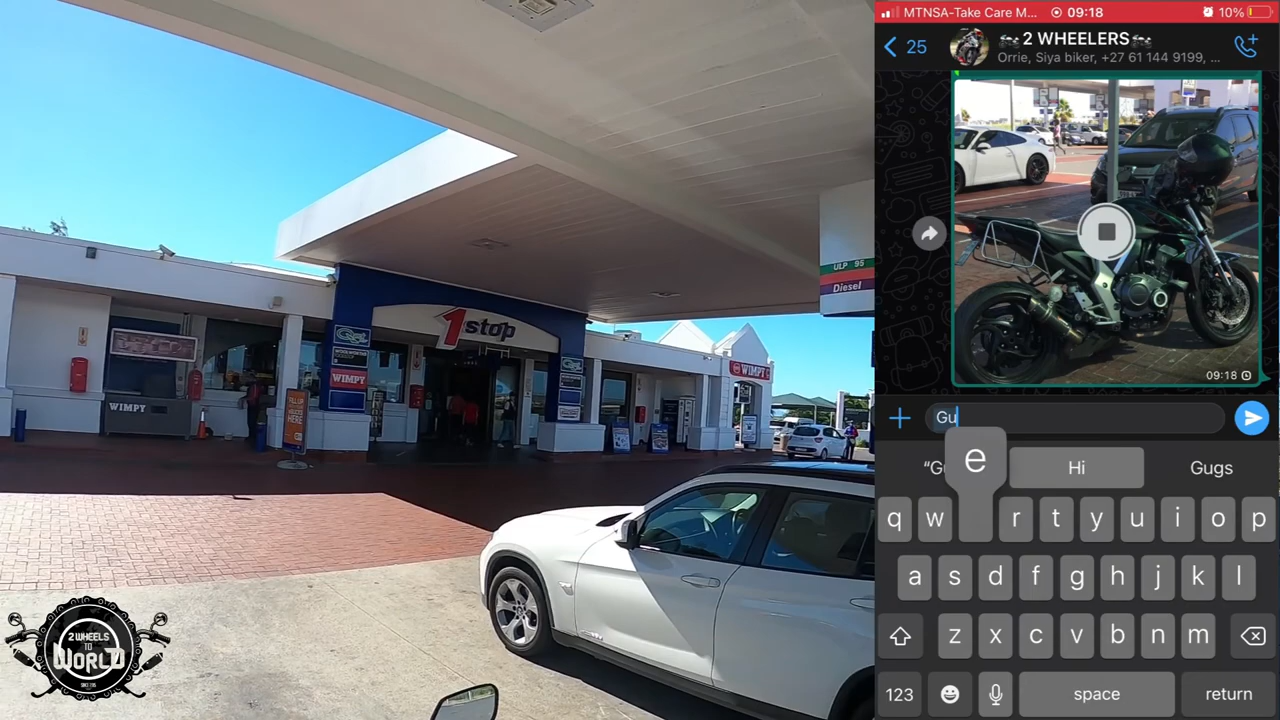 MTNSA-Take Care M...
09:18
10%
25
2 WHEELERS
Orrie, Siya biker, +27 61 144 9199, ...
09:18
Gu
e
Hi
Gugs
q w r t y u i o p
a s d f g h j k l
z x c v b n m
123
space
return
ULP 95
Diesel
1stop
WIMPY
WIMPY
WIMPY
2 WHEELS
TO
WORLD